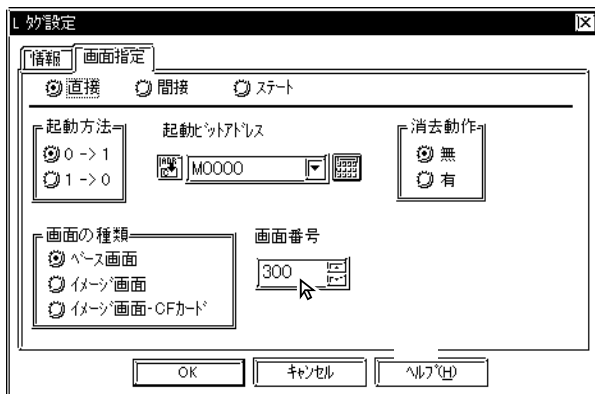 L ﾀｸﾞ設定
情報 画面指定
直接 間接 ｽﾃｰﾄ
起動方法 起動ﾋﾞｯﾄｱﾄﾞﾚｽ 消去動作
0 -> 1 M0000 無
1 -> 0 有
画面の種類 画面番号
ﾍﾞｰｽ画面
ｲﾒｰｼﾞ画面 300
ｲﾒｰｼﾞ画面-CFｶｰﾄﾞ
OK ｷｬﾝｾﾙ ﾍﾙﾌﾟ(H)